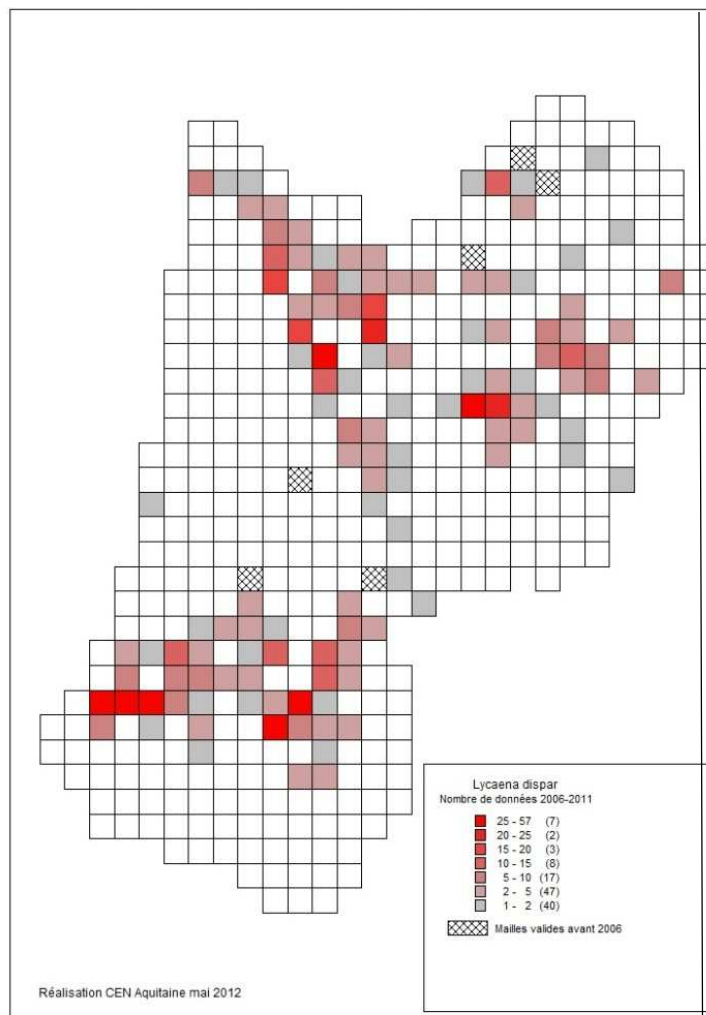 Lycaena dispar
Nombre de données 2006-2011
25 - 57 (7)
20 - 25 (2)
15 - 20 (3)
10 - 15 (8)
5 - 10 (17)
2 - 5 (47)
1 - 2 (40)
Mailles valides avant 2006
Réalisation CEN Aquitaine mai 2012